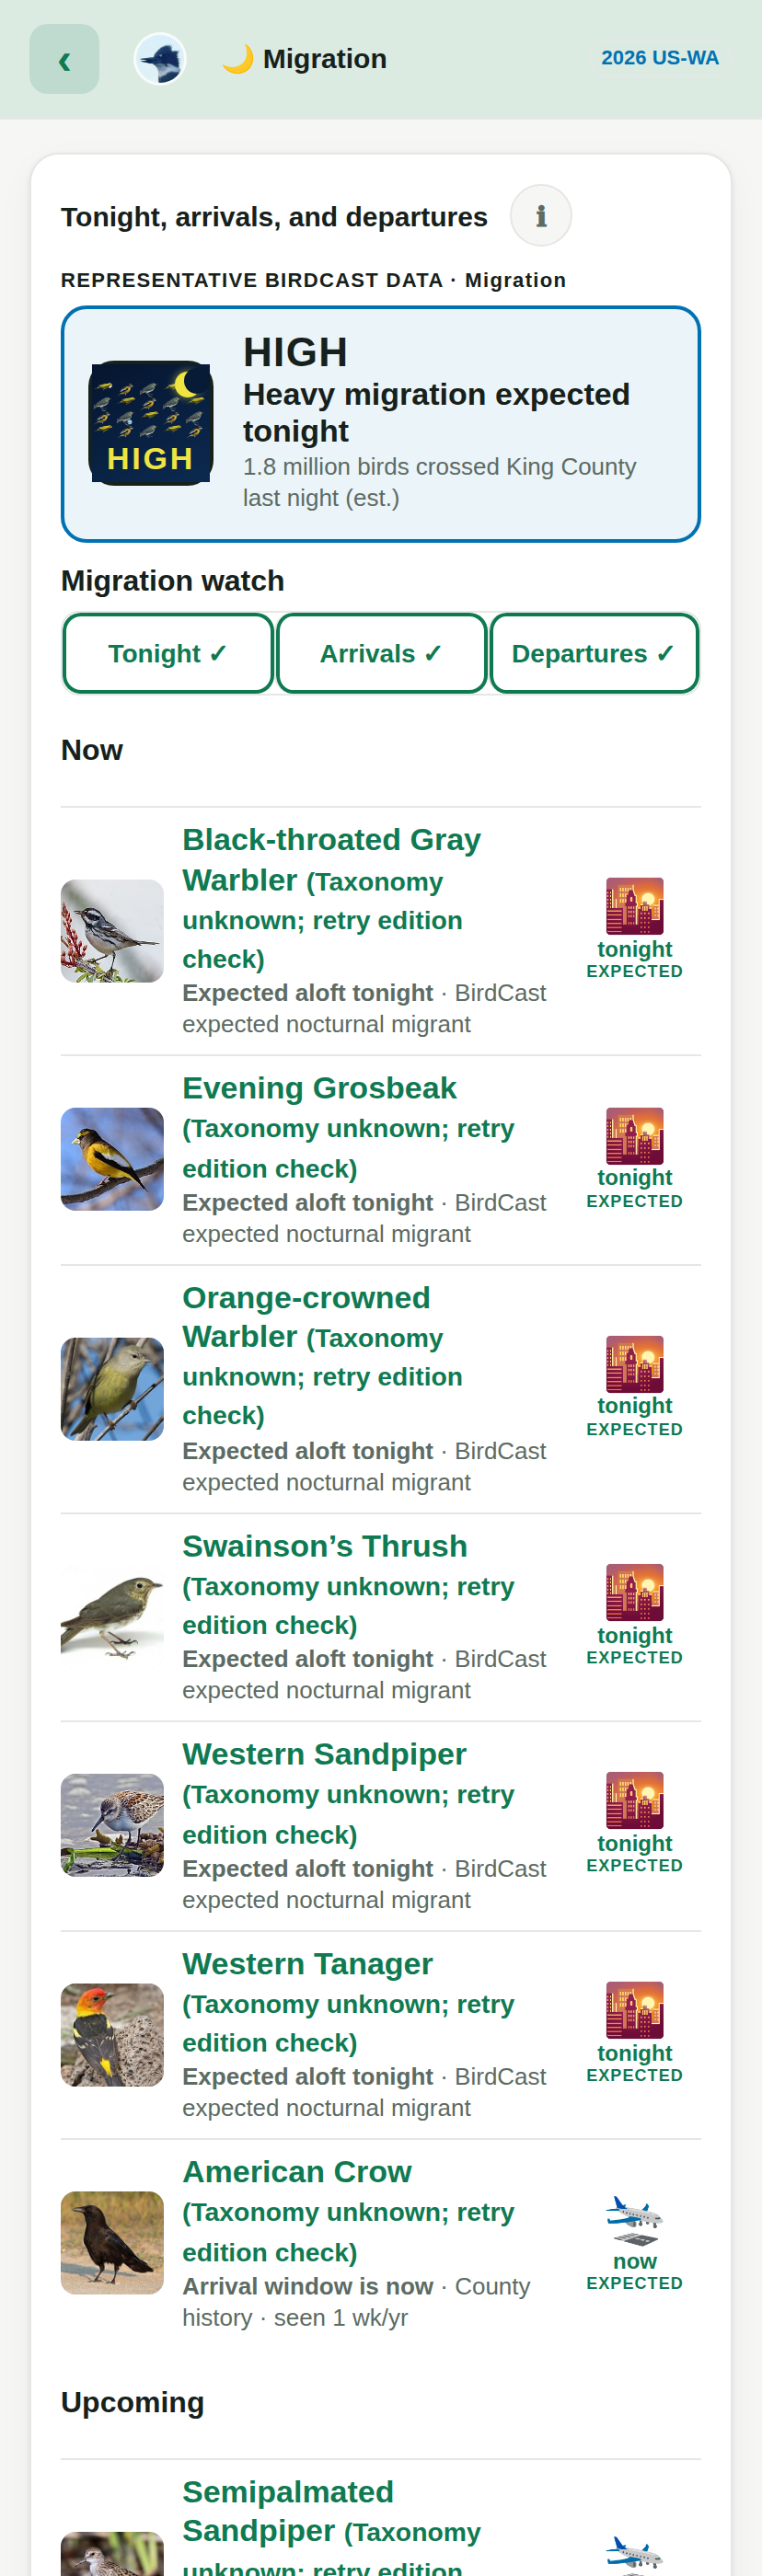 ‹
🌙 Migration
2026 US-WA
Tonight, arrivals, and departures
ℹ
REPRESENTATIVE BIRDCAST DATA · Migration
HIGH
HIGH
Heavy migration expected
tonight
1.8 million birds crossed King County
last night (est.)
Migration watch
Tonight ✓
Arrivals ✓
Departures ✓
Now
Black-throated Gray
Warbler (Taxonomy
unknown; retry edition
check)
Expected aloft tonight · BirdCast
expected nocturnal migrant
tonight
EXPECTED
Evening Grosbeak
(Taxonomy unknown; retry
edition check)
Expected aloft tonight · BirdCast
expected nocturnal migrant
tonight
EXPECTED
Orange-crowned
Warbler (Taxonomy
unknown; retry edition
check)
Expected aloft tonight · BirdCast
expected nocturnal migrant
tonight
EXPECTED
Swainson’s Thrush
(Taxonomy unknown; retry
edition check)
Expected aloft tonight · BirdCast
expected nocturnal migrant
tonight
EXPECTED
Western Sandpiper
(Taxonomy unknown; retry
edition check)
Expected aloft tonight · BirdCast
expected nocturnal migrant
tonight
EXPECTED
Western Tanager
(Taxonomy unknown; retry
edition check)
Expected aloft tonight · BirdCast
expected nocturnal migrant
tonight
EXPECTED
American Crow
(Taxonomy unknown; retry
edition check)
Arrival window is now · County
history · seen 1 wk/yr
now
EXPECTED
Upcoming
Semipalmated
Sandpiper (Taxonomy
unknown; retry edition